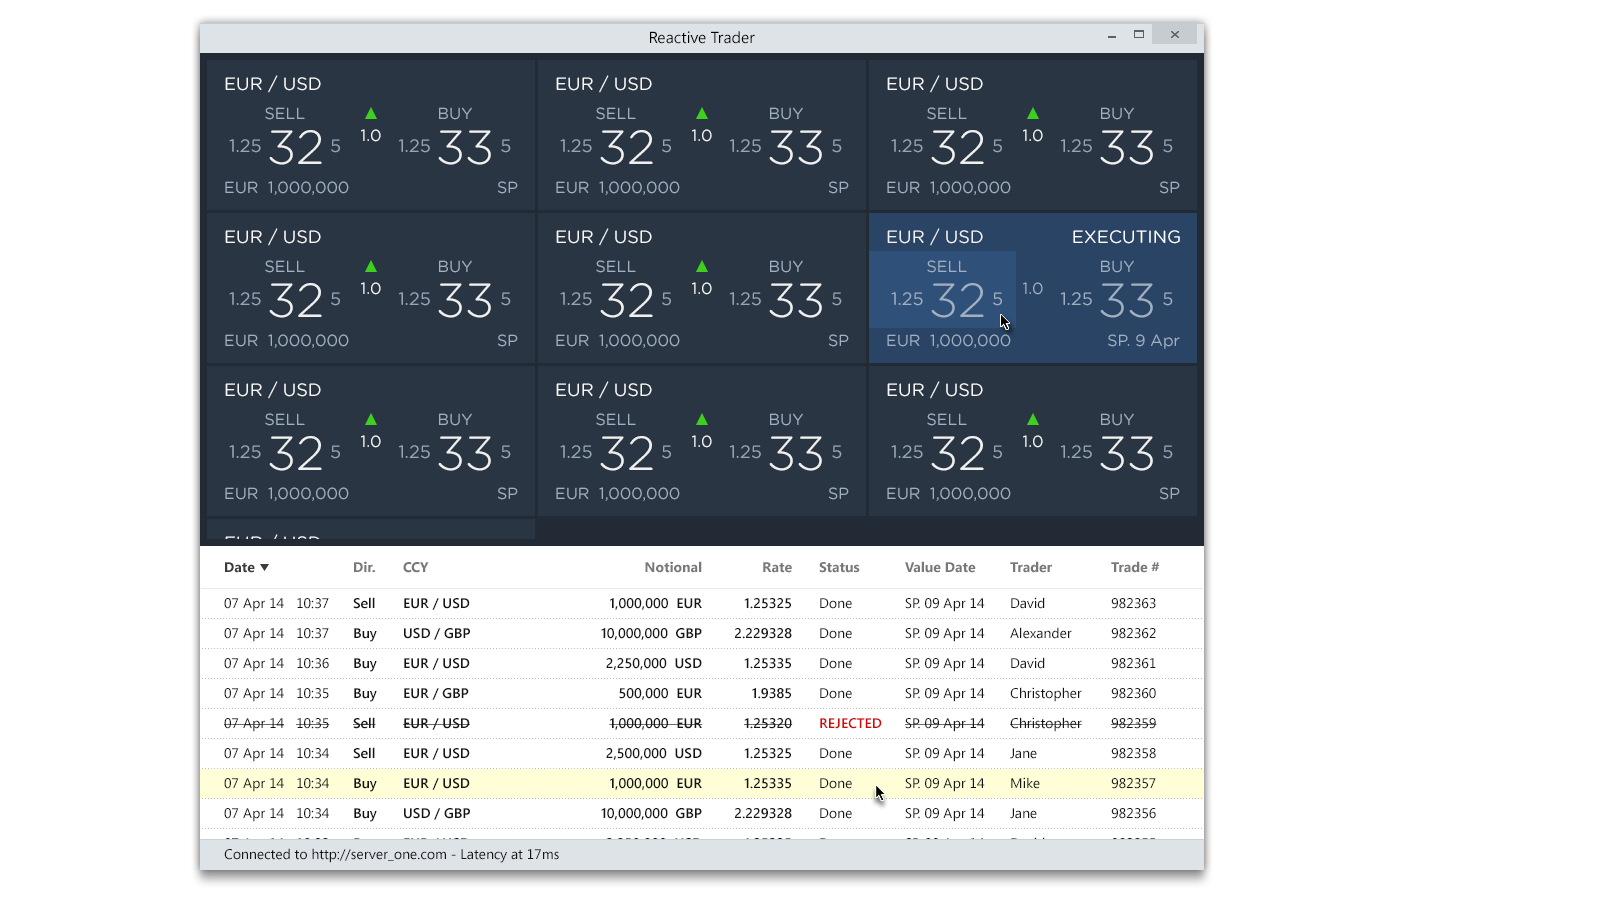 Reactive Trader
EUR / USD EUR / USD EUR / USD
SELL BUY SELL BUY SELL BUY
1.25 32 5 1.0 1.25 33 5 1.25 32 5 1.0 1.25 33 5 1.25 32 5 1.0 1.25 33 5
EUR 1,000,000 SP EUR 1,000,000 SP EUR 1,000,000 SP
EUR / USD EUR / USD EUR / USD EXECUTING
SELL BUY SELL BUY SELL BUY
1.25 32 5 1.0 1.25 33 5 1.25 32 5 1.0 1.25 33 5 1.25 32 5 1.0 1.25 33 5
EUR 1,000,000 SP EUR 1,000,000 SP EUR 1,000,000 SP. 9 Apr
EUR / USD EUR / USD EUR / USD
SELL BUY SELL BUY SELL BUY
1.25 32 5 1.0 1.25 33 5 1.25 32 5 1.0 1.25 33 5 1.25 32 5 1.0 1.25 33 5
EUR 1,000,000 SP EUR 1,000,000 SP EUR 1,000,000 SP
EUR / USD
Date ▼ Dir. CCY Notional Rate Status Value Date Trader Trade #
07 Apr 14 10:37 Sell EUR / USD 1,000,000 EUR 1.25325 Done SP. 09 Apr 14 David 982363
07 Apr 14 10:37 Buy USD / GBP 10,000,000 GBP 2.229328 Done SP. 09 Apr 14 Alexander 982362
07 Apr 14 10:36 Buy EUR / USD 2,250,000 USD 1.25335 Done SP. 09 Apr 14 David 982361
07 Apr 14 10:35 Buy EUR / GBP 500,000 EUR 1.9385 Done SP. 09 Apr 14 Christopher 982360
07 Apr 14 10:35 Sell EUR / USD 1,000,000 EUR 1.25320 REJECTED SP. 09 Apr 14 Christopher 982359
07 Apr 14 10:34 Sell EUR / USD 2,500,000 USD 1.25325 Done SP. 09 Apr 14 Jane 982358
07 Apr 14 10:34 Buy EUR / USD 1,000,000 EUR 1.25335 Done SP. 09 Apr 14 Mike 982357
07 Apr 14 10:34 Buy USD / GBP 10,000,000 GBP 2.229328 Done SP. 09 Apr 14 Jane 982356
Connected to http://server_one.com - Latency at 17ms